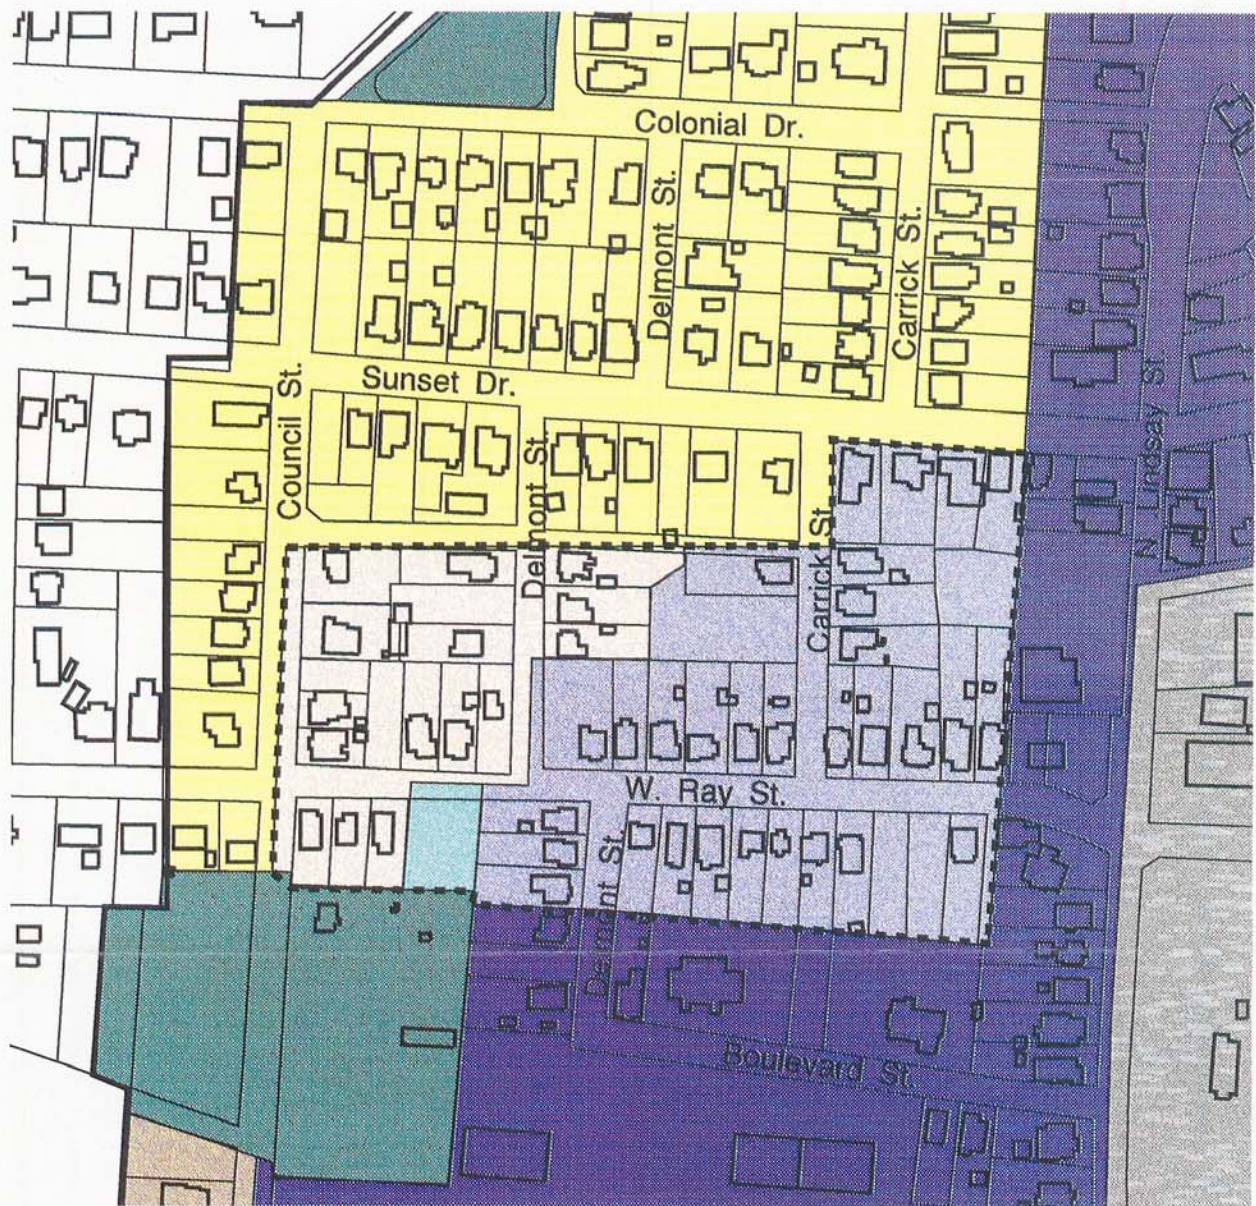 Colonial Dr.
Delmont St.
Carrick St.
Sunset Dr.
Council St.
Delmont St.
N Lindsay St.
Carrick St
W. Ray St.
Delmont St.
Boulevard St.